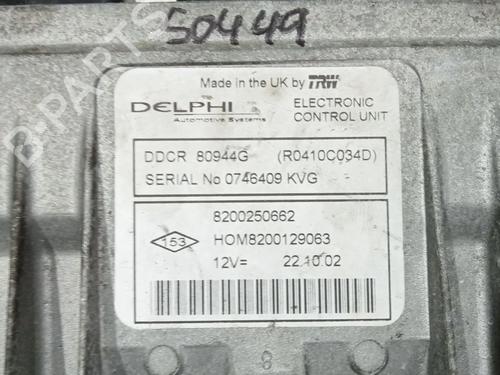 50449
Made in the UK by TRW
DELPHI
Automotive Systems
ELECTRONIC
CONTROL UNIT
DDCR 80944G (R0410C034D)
SERIAL No 0746409 KVG
8200250662
153
HOM8200129063
12V= 22.10.02
8